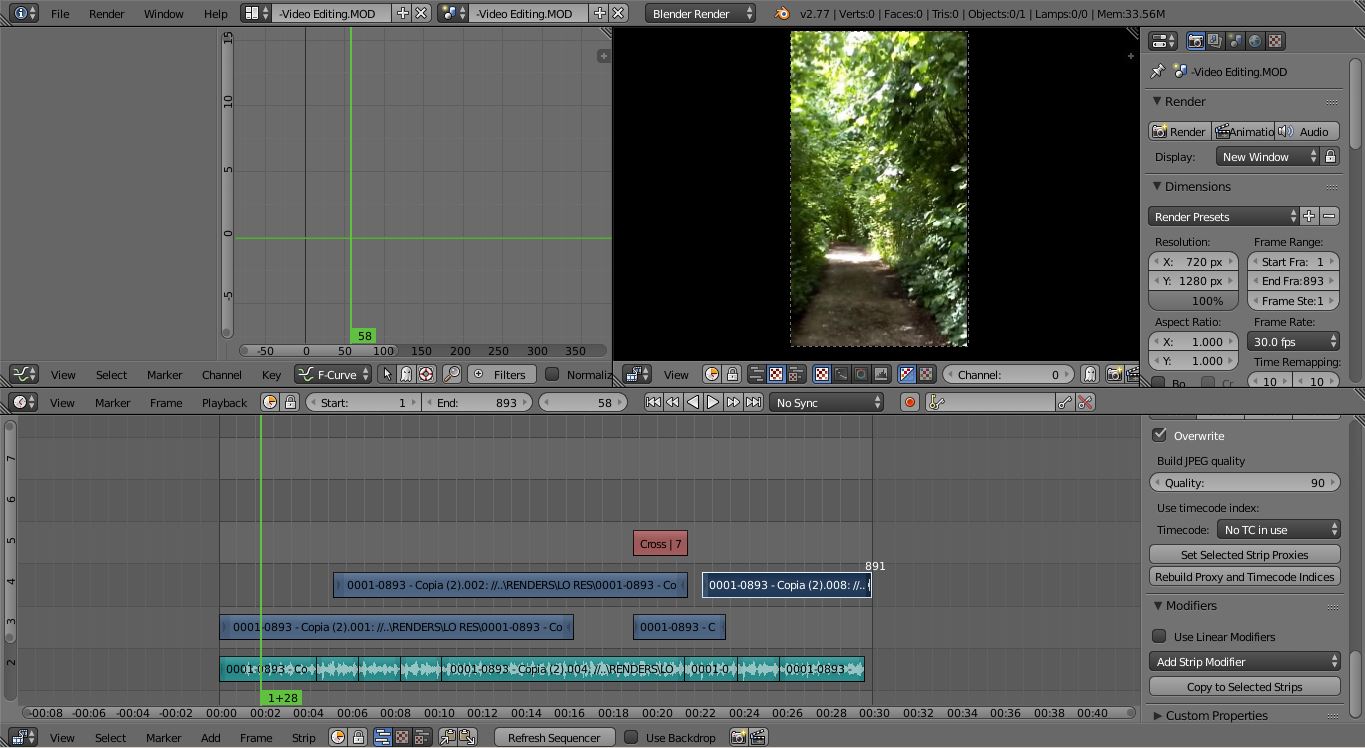 File Render Window Help -Video Editing.MOD -Video Editing.MOD Blender Render v2.77 | Verts:0 | Faces:0 | Tris:0 | Objects:0/1 | Lamps:0/0 | Mem:33.56M
15
10
5
0
-5
58
-50 0 50 100 150 200 250 300 350
View Select Marker Channel Key F-Curve Filters Normaliz
View Channel: 0
-Video Editing.MOD
Render
Render Animatio Audio
Display: New Window
Dimensions
Render Presets
Resolution: Frame Range:
X: 720 px Start Fra: 1
Y: 1280 px End Fra:893
100% Frame Ste:1
Aspect Ratio: Frame Rate:
X: 1.000 30.0 fps
Y: 1.000 Time Remapping:
Bo Cr 10 10
View Marker Frame Playback Start: 1 End: 893 58 No Sync
7
6
5
4
3
2
Cross | 7
891
0001-0893 - Copia (2).002: //..\RENDERS\LO RES\0001-0893 - Co 0001-0893 - Copia (2).008: //..
0001-0893 - Copia (2).001: //..\RENDERS\LO RES\0001-0893 - Co 0001-0893 - C
0001-0893 - Co 0001-0893 - Copia (2).004: //..\RENDERS\LO 0001-0 0001-0893 -
1+28
-00:08 -00:06 -00:04 -00:02 00:00 00:02 00:04 00:06 00:08 00:10 00:12 00:14 00:16 00:18 00:20 00:22 00:24 00:26 00:28 00:30 00:32 00:34 00:36 00:38 00:40
Overwrite
Build JPEG quality
Quality: 90
Use timecode index:
Timecode: No TC in use
Set Selected Strip Proxies
Rebuild Proxy and Timecode Indices
Modifiers
Use Linear Modifiers
Add Strip Modifier
Copy to Selected Strips
Custom Properties
View Select Marker Add Frame Strip Refresh Sequencer Use Backdrop